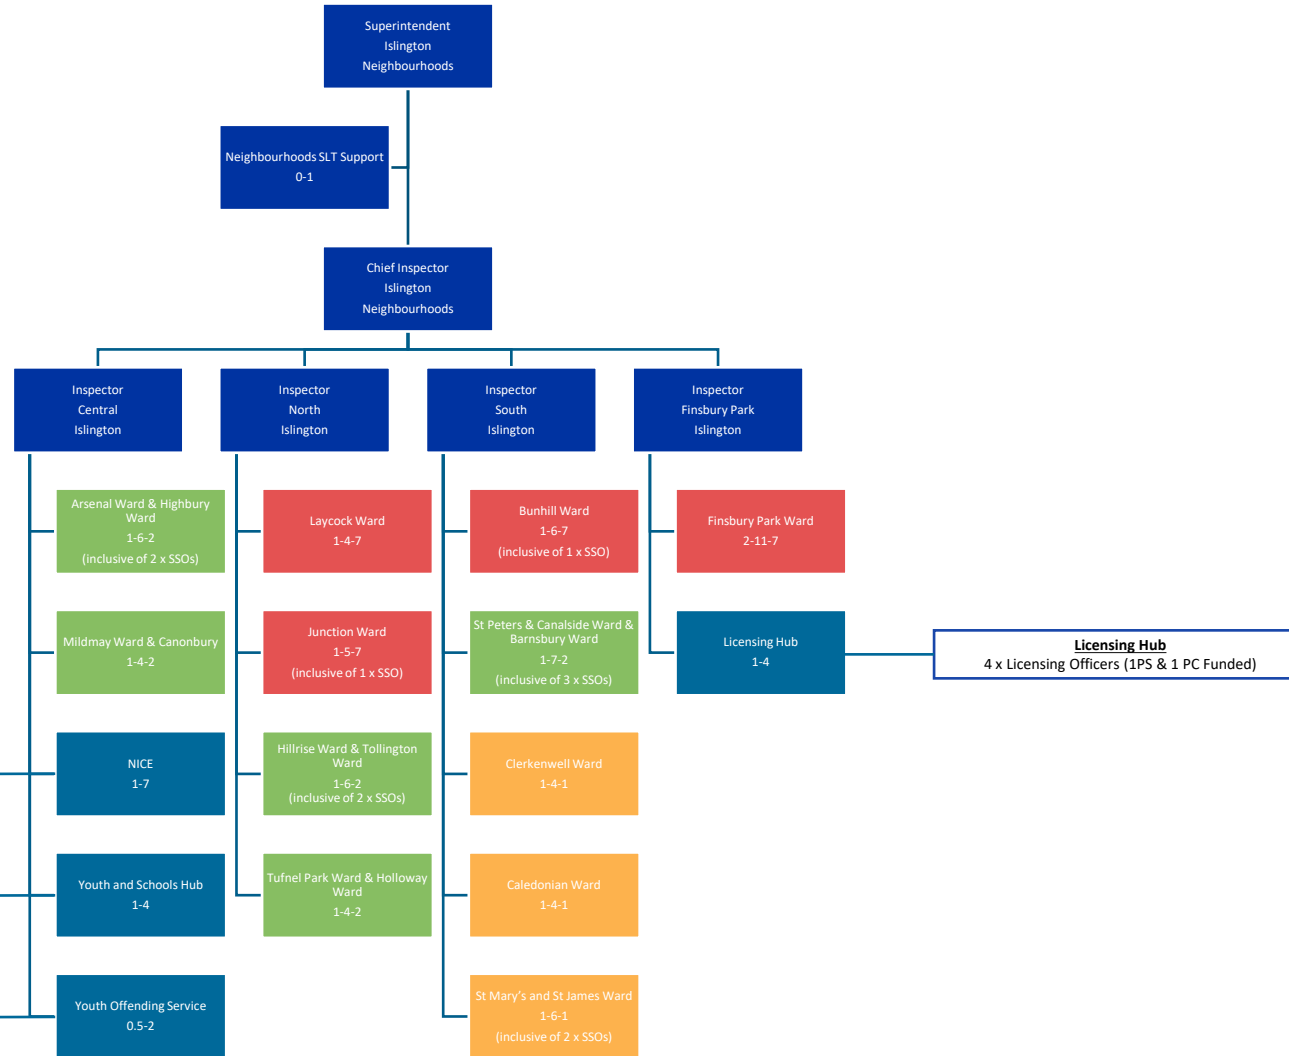 Superintendent
Islington
Neighbourhoods
Neighbourhoods SLT Support
0-1
Chief Inspector
Islington
Neighbourhoods
Inspector
Central
Islington
Inspector
North
Islington
Inspector
South
Islington
Inspector
Finsbury Park
Islington
Arsenal Ward & Highbury
Ward
1-6-2
(inclusive of 2 x SSOs)
Laycock Ward
1-4-7
Bunhill Ward
1-6-7
(inclusive of 1 x SSO)
Finsbury Park Ward
2-11-7
Mildmay Ward & Canonbury
1-4-2
Junction Ward
1-5-7
(inclusive of 1 x SSO)
St Peters & Canalside Ward &
Barnsbury Ward
1-7-2
(inclusive of 3 x SSOs)
Licensing Hub
1-4
Licensing Hub
4 x Licensing Officers (1PS & 1 PC Funded)
NICE
1-7
Hillrise Ward & Tollington
Ward
1-6-2
(inclusive of 2 x SSOs)
Clerkenwell Ward
1-4-1
Youth and Schools Hub
1-4
Tufnel Park Ward & Holloway
Ward
1-4-2
Caledonian Ward
1-4-1
Youth Offending Service
0.5-2
St Mary's and St James Ward
1-6-1
(inclusive of 2 x SSOs)